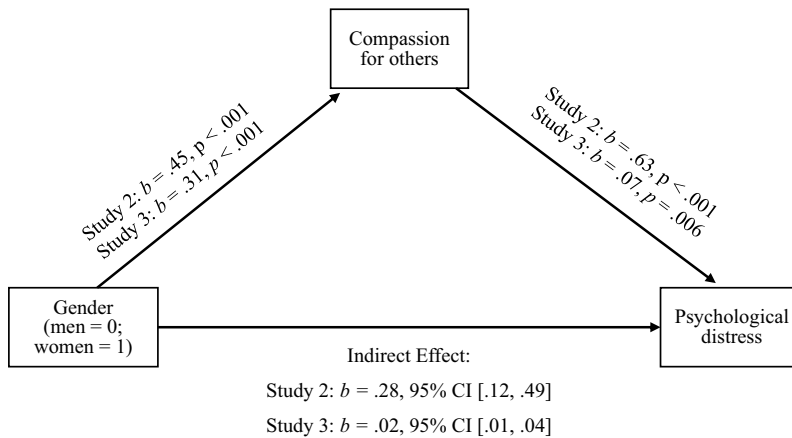 Compassion
for others
Study 2: b = .45, p < .001
Study 3: b = .31, p < .001
Study 2: b = .63, p < .001
Study 3: b = .07, p = .006
Gender
(men = 0;
women = 1)
Psychological
distress
Indirect Effect:
Study 2: b = .28, 95% CI [.12, .49]
Study 3: b = .02, 95% CI [.01, .04]